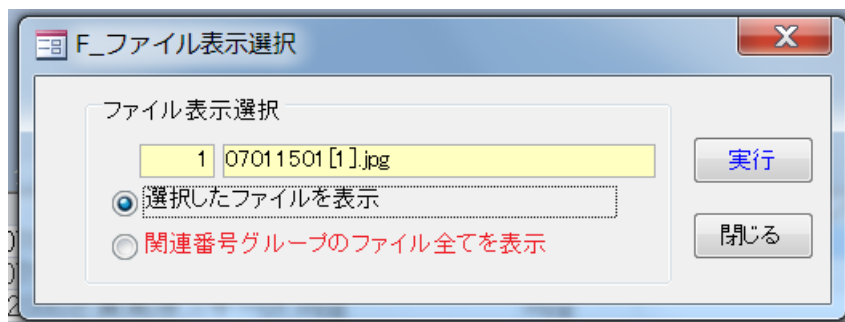 F_ファイル表示選択
ファイル表示選択
1 07011501[1].jpg
実行
選択したファイルを表示
関連番号グループのファイル全てを表示
閉じる